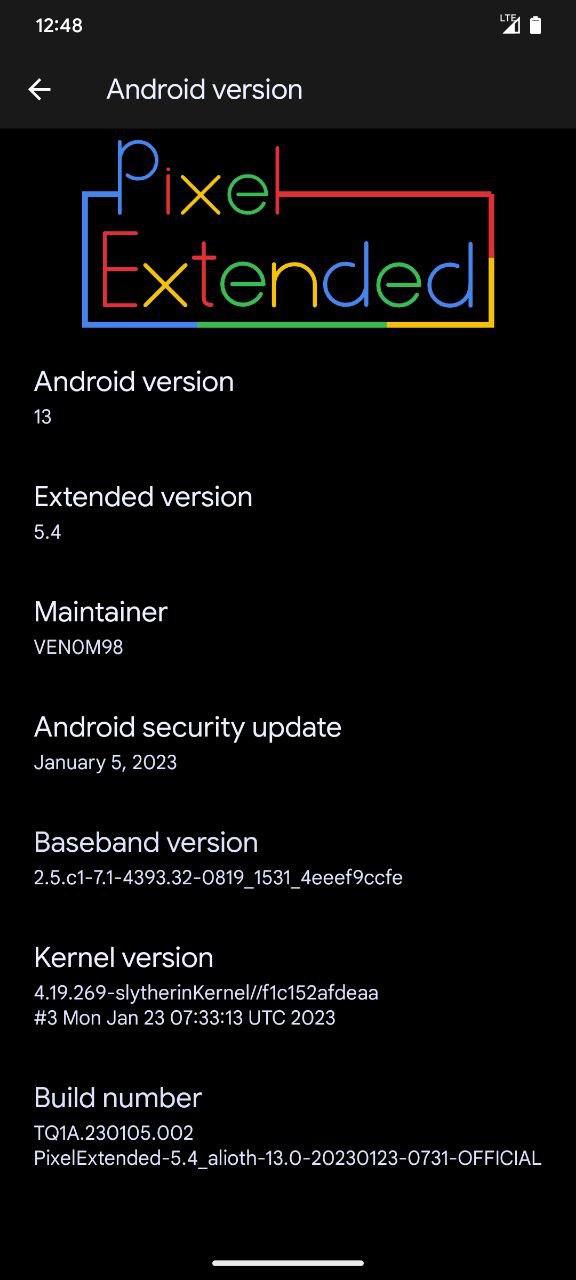 12:48
LTE
Android version
Pixel
Extended
Android version
13
Extended version
5.4
Maintainer
VEN0M98
Android security update
January 5, 2023
Baseband version
2.5.c1-7.1-4393.32-0819_1531_4eeef9ccfe
Kernel version
4.19.269-slytherinKernel//f1c152afdeaa
#3 Mon Jan 23 07:33:13 UTC 2023
Build number
TQ1A.230105.002
PixelExtended-5.4_alioth-13.0-20230123-0731-OFFICIAL